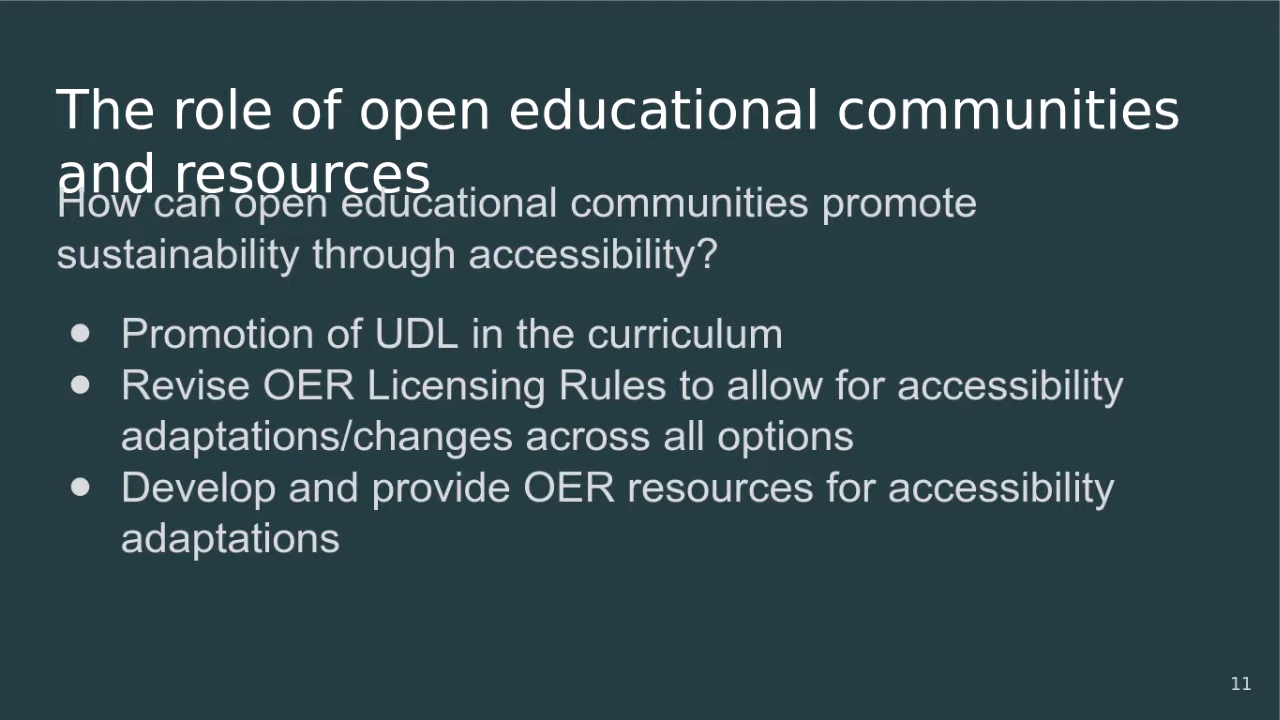 The role of open educational communities
and resources
How can open educational communities promote
sustainability through accessibility?
● Promotion of UDL in the curriculum
● Revise OER Licensing Rules to allow for accessibility
adaptations/changes across all options
● Develop and provide OER resources for accessibility
adaptations
11